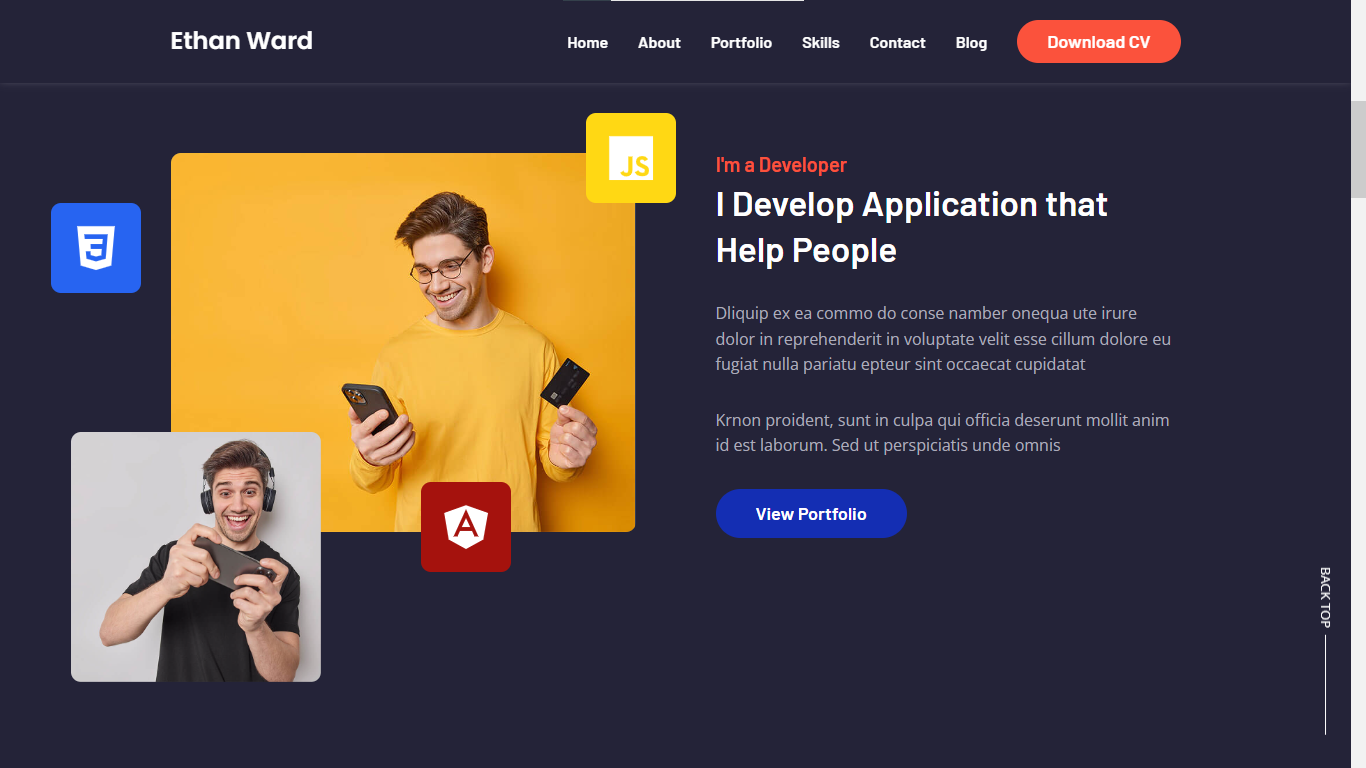 Ethan Ward
Home About Portfolio Skills Contact Blog Download CV
JS
3
A
I'm a Developer
I Develop Application that
Help People
Dliquip ex ea commo do conse namber onequa ute irure
dolor in reprehenderit in voluptate velit esse cillum dolore eu
fugiat nulla pariatu epteur sint occaecat cupidatat
Krnon proident, sunt in culpa qui officia deserunt mollit anim
id est laborum. Sed ut perspiciatis unde omnis
View Portfolio
BACK TOP